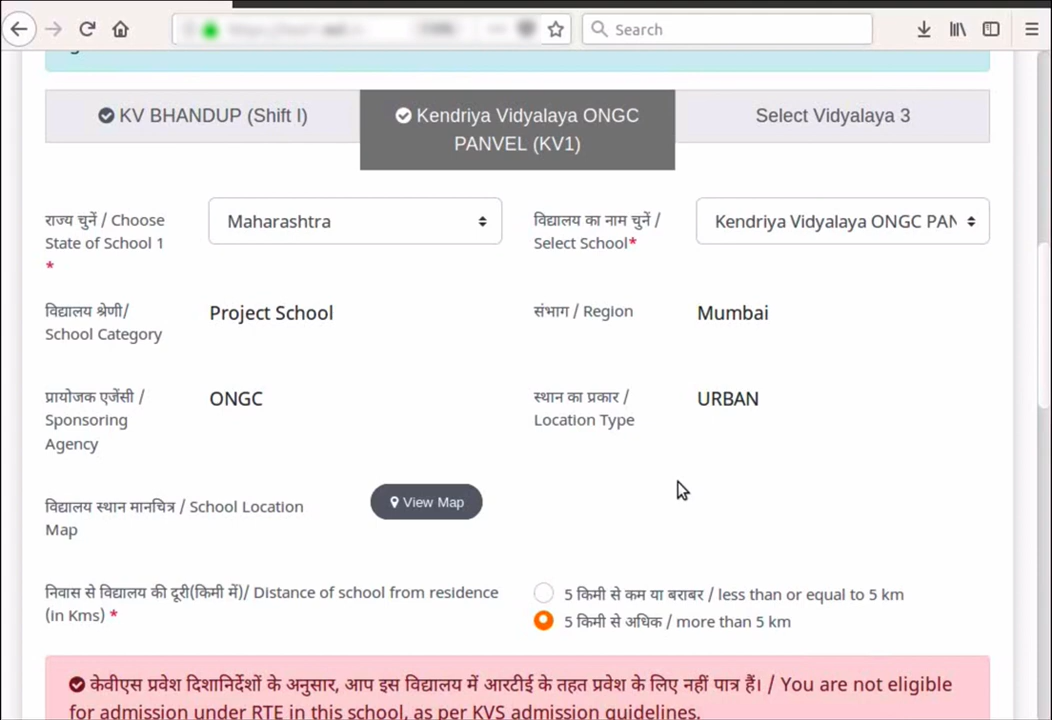 Search
KV BHANDUP (Shift I)
Kendriya Vidyalaya ONGC
PANVEL (KV1)
Select Vidyalaya 3
राज्य चुनें / Choose
State of School 1
*
Maharashtra
विद्यालय का नाम चुनें /
Select School*
Kendriya Vidyalaya ONGC PAN
विद्यालय श्रेणी/
School Category
Project School
संभाग / Region
Mumbai
प्रायोजक एजेंसी /
Sponsoring
Agency
ONGC
स्थान का प्रकार /
Location Type
URBAN
विद्यालय स्थान मानचित्र / School Location
Map
View Map
निवास से विद्यालय की दूरी(किमी में)/ Distance of school from residence
(in Kms) *
5 किमी से कम या बराबर / less than or equal to 5 km
5 किमी से अधिक / more than 5 km
केवीएस प्रवेश दिशानिर्देशों के अनुसार, आप इस विद्यालय में आरटीई के तहत प्रवेश के लिए नहीं पात्र हैं। / You are not eligible
for admission under RTE in this school, as per KVS admission guidelines.